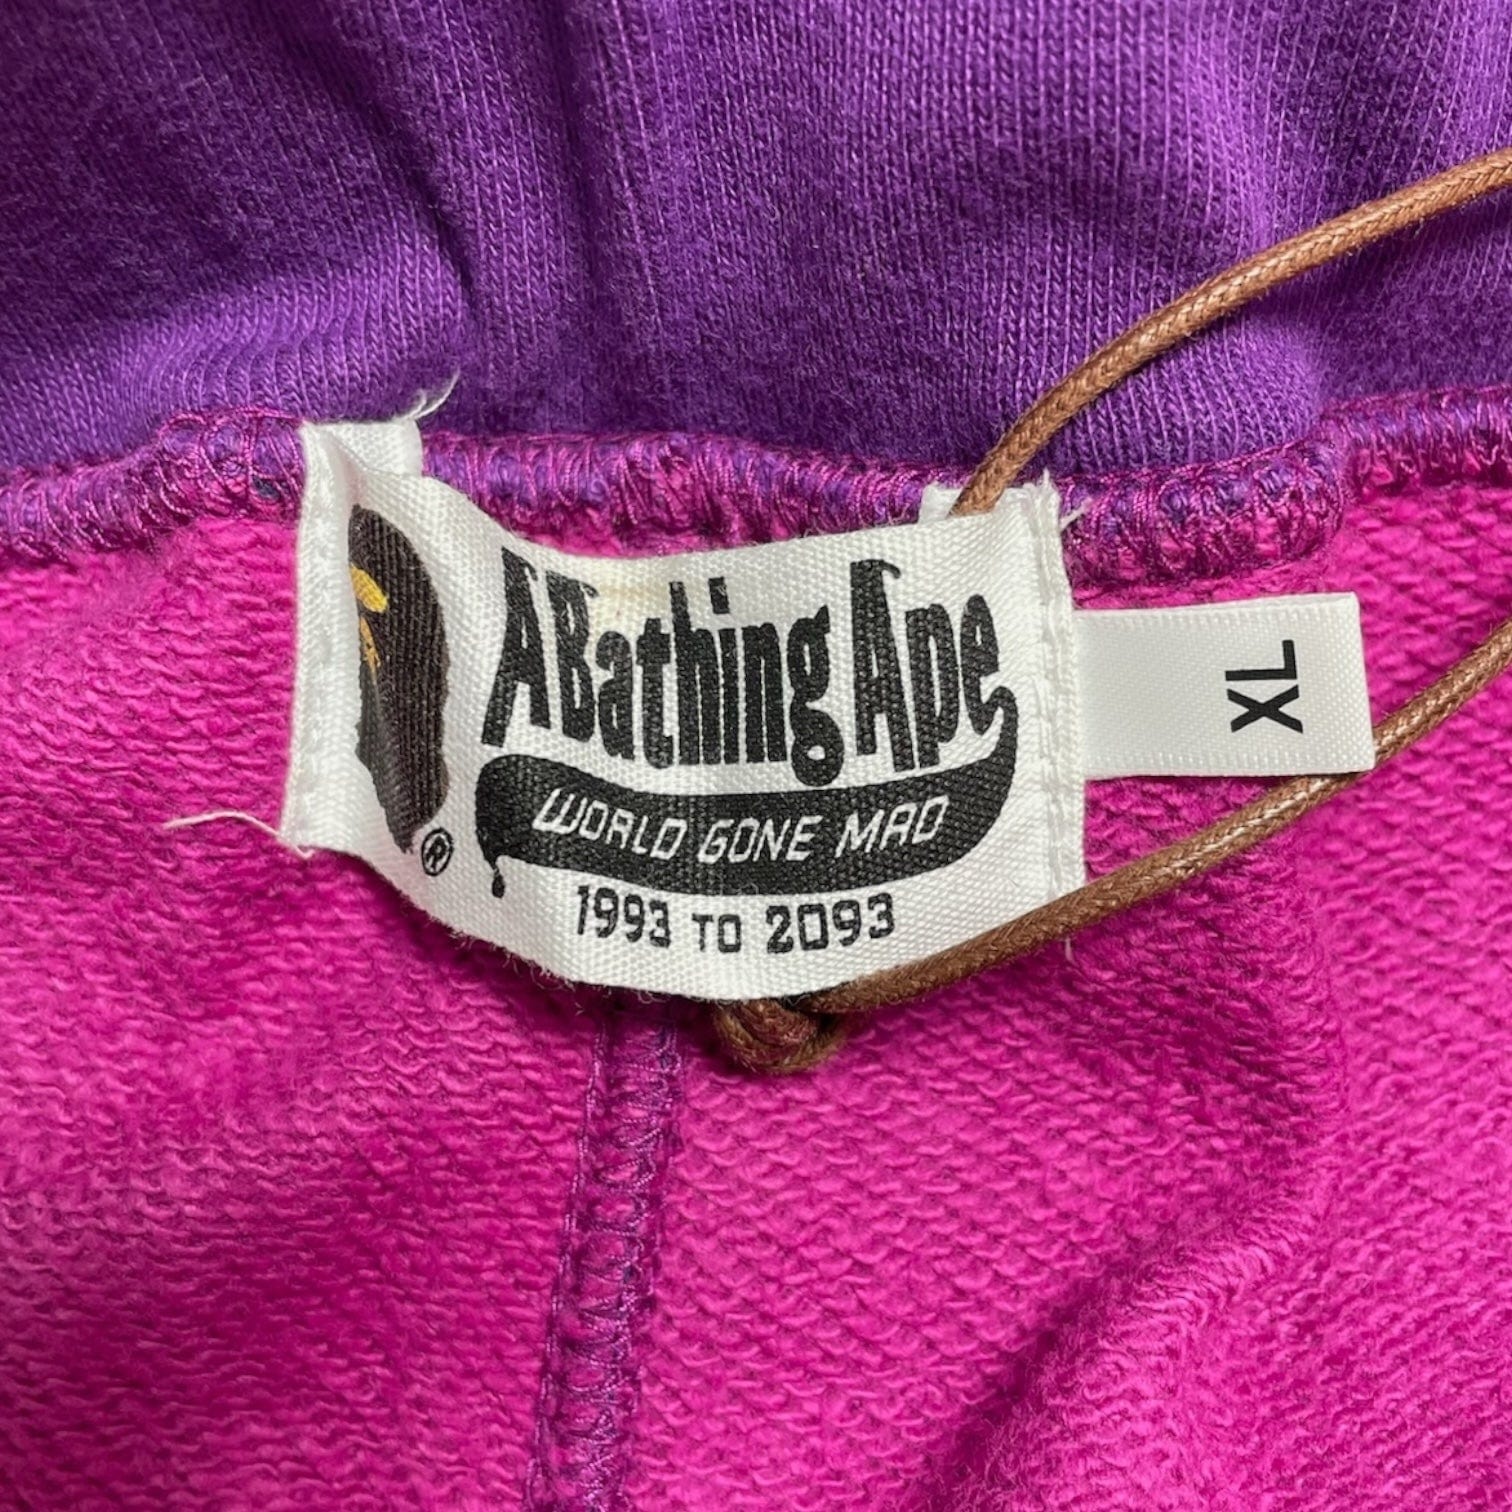 A Bathing Ape
®
WORLD GONE MAD
1993 TO 2093
XL